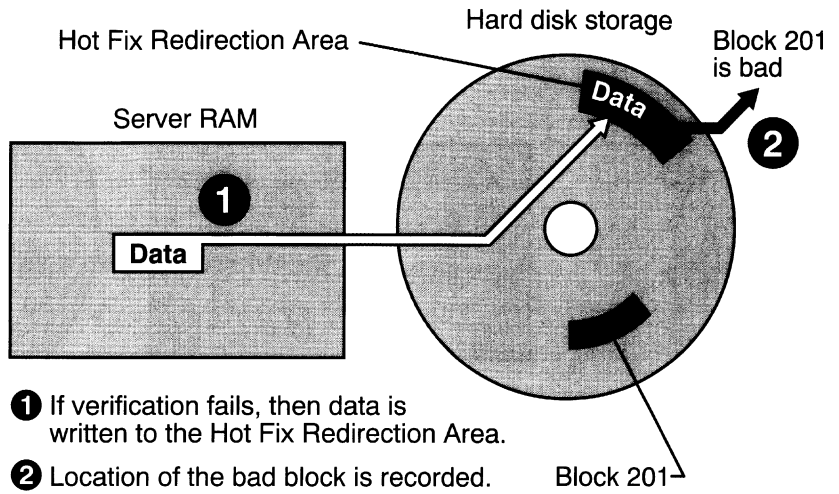 Hard disk storage
Hot Fix Redirection Area
Block 201
is bad
Data
Server RAM
2
1
Data
1 If verification fails, then data is
written to the Hot Fix Redirection Area.
2 Location of the bad block is recorded.
Block 201